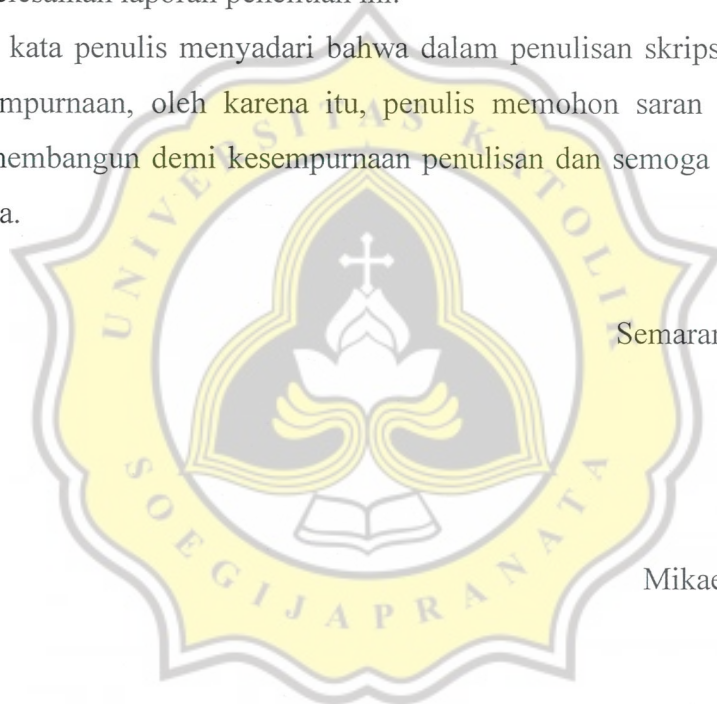 lesaikan laporan penelitian ini.
kata penulis menyadari bahwa dalam penulisan skrips
mpurnaan, oleh karena itu, penulis memohon saran
membangun demi kesempurnaan penulisan dan semoga
a.
UNIVERSITAS KATOLIK
Semaran
SOEGIJAPRANATA
Mikae